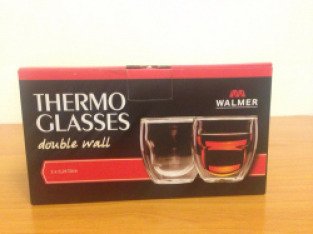 THERMO
GLASSES
double wall
WALMER